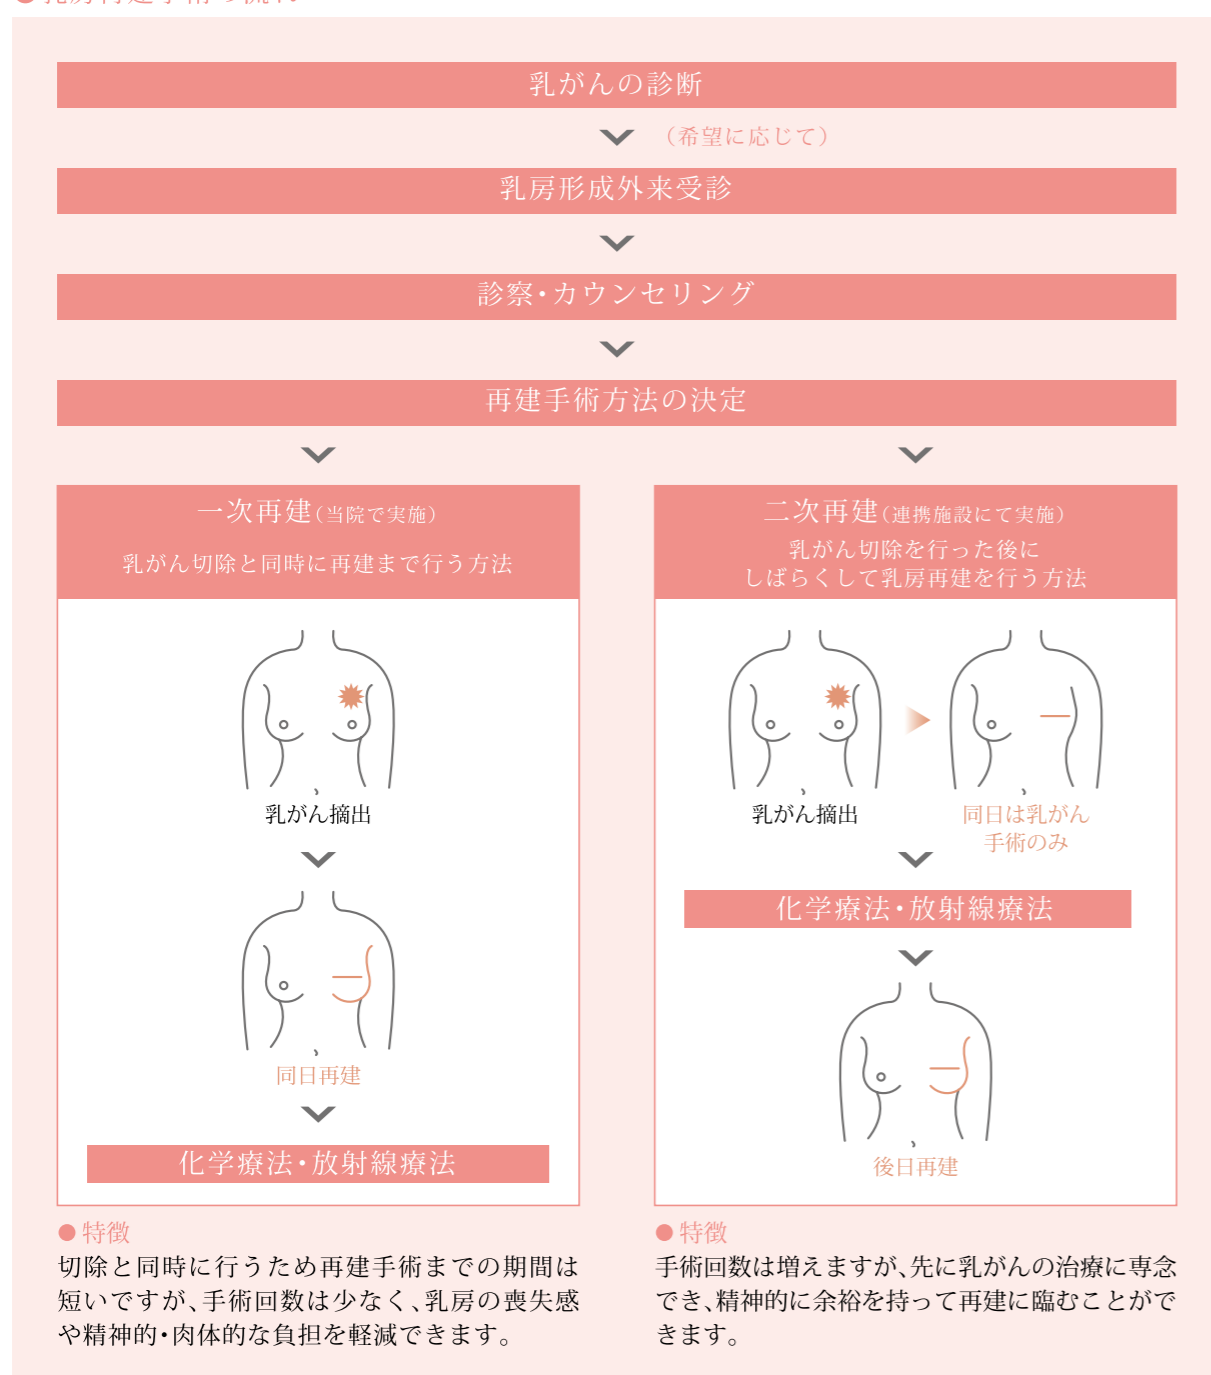 乳がんの診断
（希望に応じて）
乳房形成外来受診
診察・カウンセリング
再建手術方法の決定
一次再建（当院で実施）
乳がん切除と同時に再建まで行う方法
乳がん摘出
同日再建
化学療法・放射線療法
●特徴
切除と同時に行うため再建手術までの期間は
短いですが、手術回数は少なく、乳房の喪失感
や精神的・肉体的な負担を軽減できます。
二次再建（連携施設にて実施）
乳がん切除を行った後に
しばらくして乳房再建を行う方法
乳がん摘出
同日は乳がん
手術のみ
化学療法・放射線療法
後日再建
●特徴
手術回数は増えますが、先に乳がんの治療に専念
でき、精神的に余裕を持って再建に臨むことがで
きます。